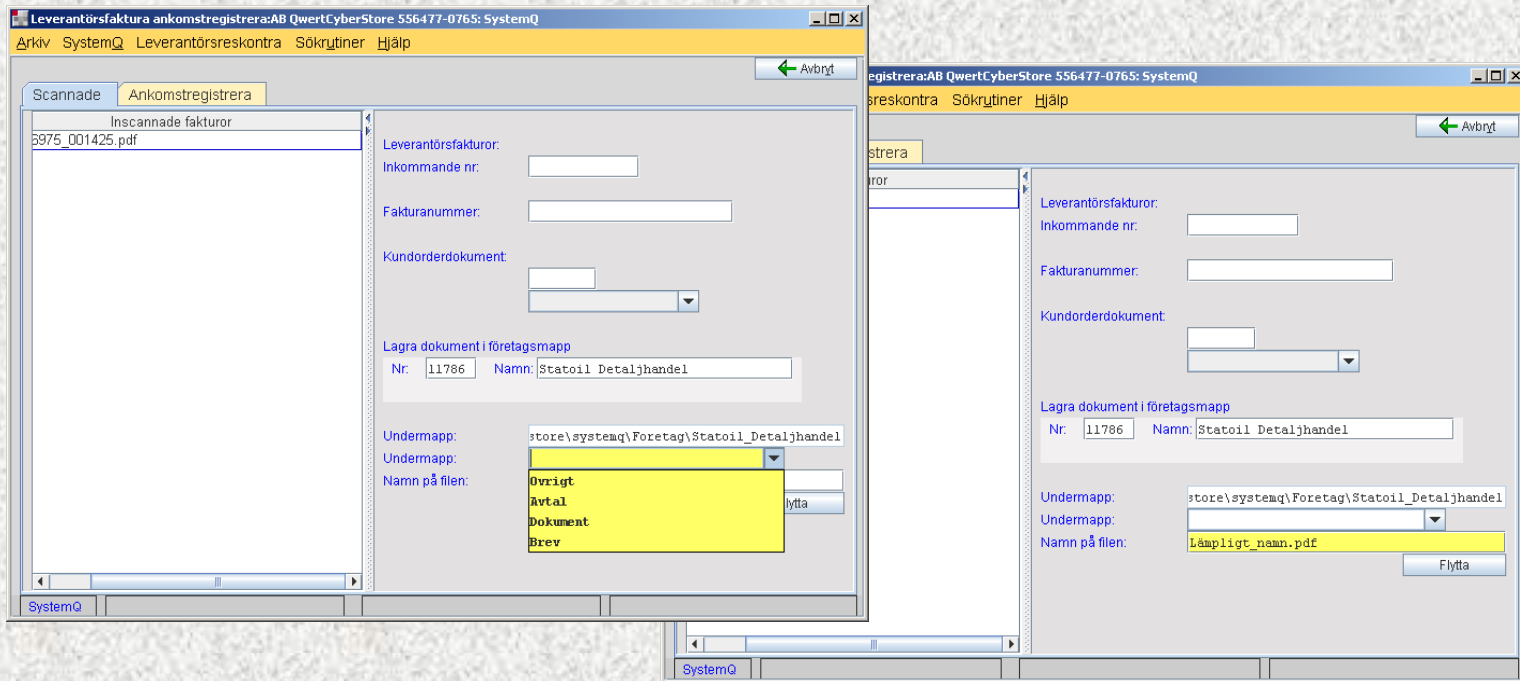 Leverantörsfaktura ankomstregistrera:AB QwertCyberStore 556477-0765: SystemQ
Arkiv SystemQ Leverantörsreskontra Sökrutiner Hjälp
Avbryt
Scannade Ankomstregistrera
Inscannade fakturor
6975_001425.pdf
Leverantörsfakturor:
Inkommande nr:
Fakturanummer:
Kundorderdokument:
Lagra dokument i företagsmapp
Nr: 11786 Namn: Statoil Detaljhandel
Undermapp: store\systemq\Foretag\Statoil_Detaljhandel
Undermapp:
Namn på filen:
Ovrigt
Avtal
Dokument
Brev
lytta
SystemQ
egistrera:AB QwertCyberStore 556477-0765: SystemQ
sreskontra Sökrutiner Hjälp
Avbryt
strera
uror
Leverantörsfakturor:
Inkommande nr:
Fakturanummer:
Kundorderdokument:
Lagra dokument i företagsmapp
Nr: 11786 Namn: Statoil Detaljhandel
Undermapp: store\systemq\Foretag\Statoil_Detaljhandel
Undermapp:
Namn på filen: Lämpligt_namn.pdf
Flytta
SystemQ